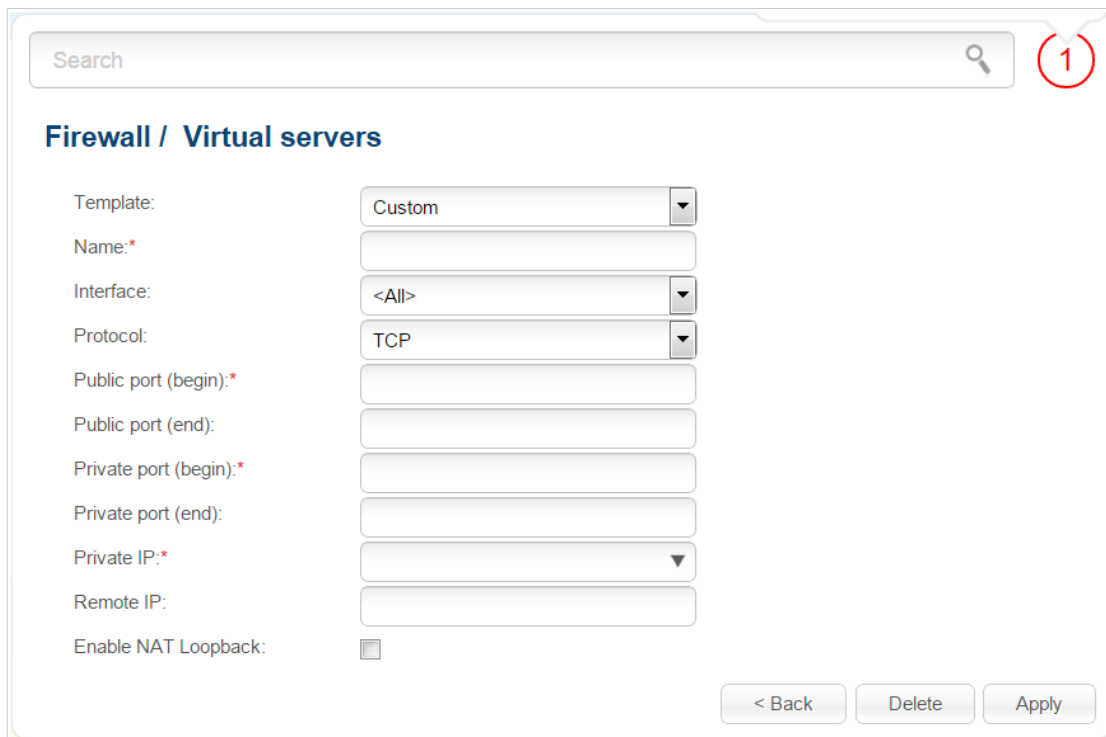 Search
1
Firewall / Virtual servers
Template:
Custom
Name:*
Interface:
<All>
Protocol:
TCP
Public port (begin):*
Public port (end):
Private port (begin):*
Private port (end):
Private IP:*
Remote IP:
Enable NAT Loopback:
< Back
Delete
Apply